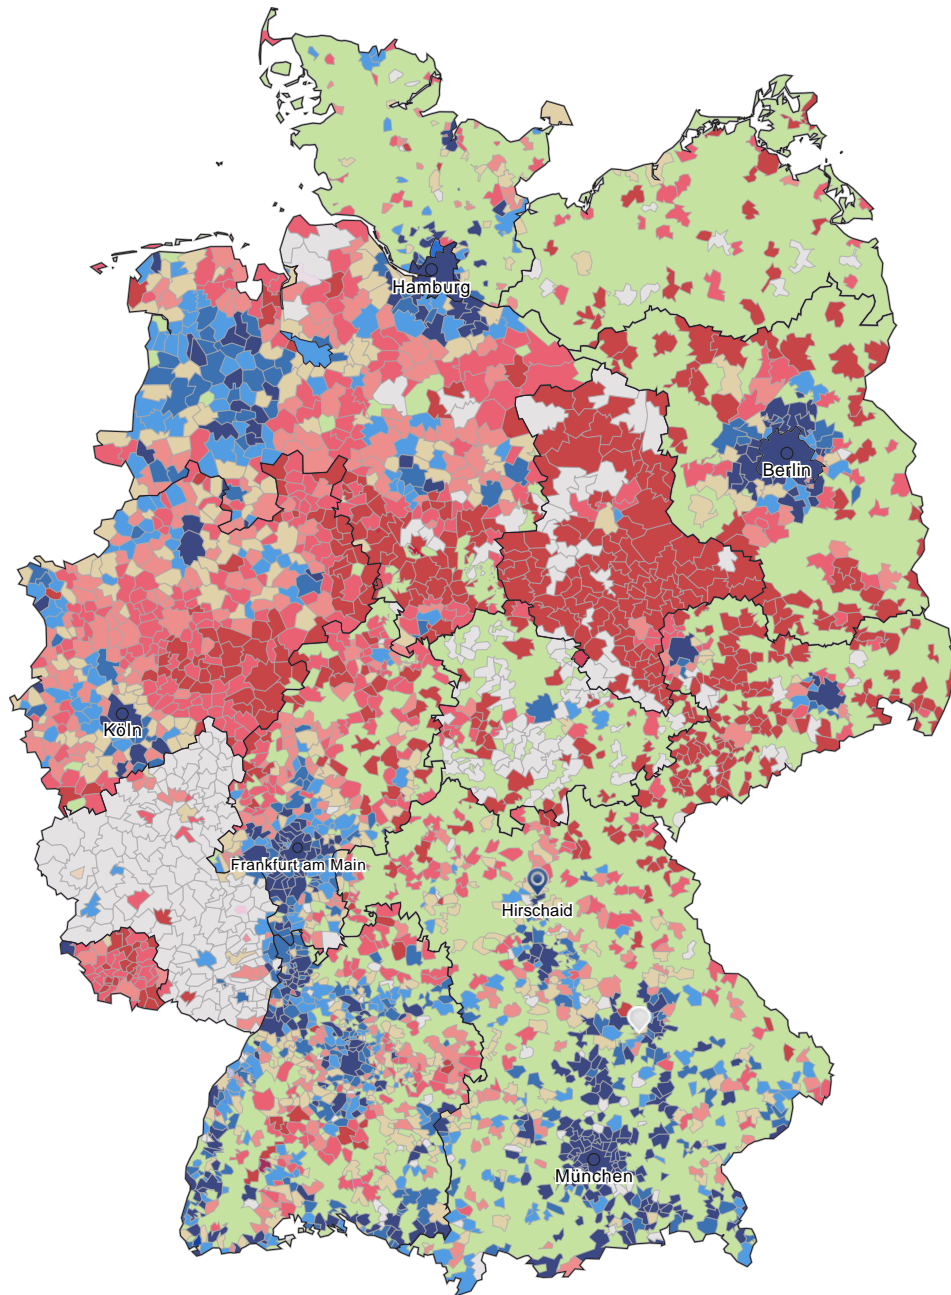 Hamburg
Berlin
Köln
Frankfurt am Main
Hirschaid
München